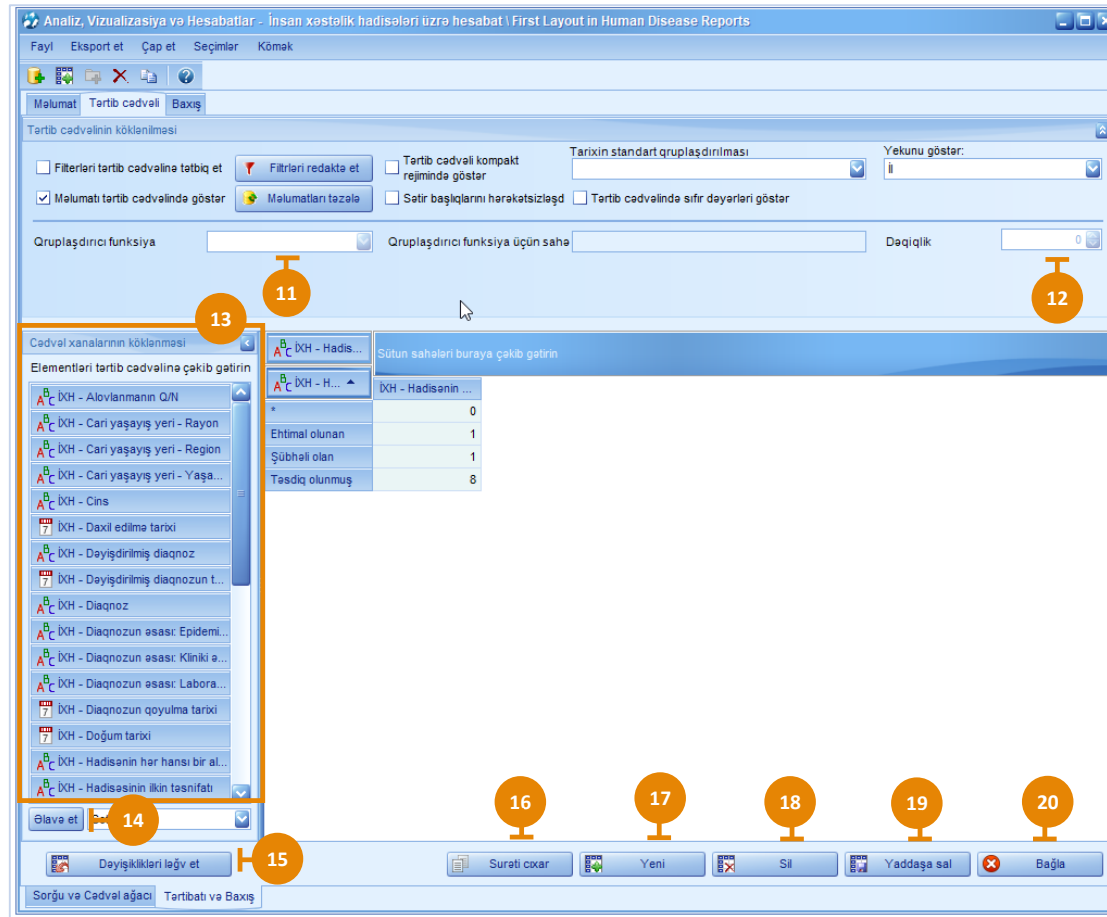 Analiz, Vizualizasiya və Hesabatlar - İnsan xəstəlik hadisələri üzrə hesabat \ First Layout in Human Disease Reports
Fayl Eksport et Çap et Seçimlər Kömək
Məlumat Tərtib cədvəli Baxış
Tərtib cədvəlinin köklənilməsi
Filterləri tərtib cədvəlinə tətbiq et
Filtrləri redaktə et
Tərtib cədvəli kompakt
rejimində göstər
Tarixin standart qruplaşdırılması
Yekunu göstər:
İl
Məlumatı tərtib cədvəlində göstər
Məlumatları təzələ
Sətir başlıqlarını hərəkətsizləşd
Tərtib cədvəlində sıfır dəyərləri göstər
Qruplaşdırıcı funksiya
Qruplaşdırıcı funksiya üçün sahə
Dəqiqlik
0
11
12
13
Cədvəl xanalarının köklənməsi
Elementləri tərtib cədvəlinə çəkib gətirin
İXH - Alovlanmanın Q/N
İXH - Cari yaşayış yeri - Rayon
İXH - Cari yaşayış yeri - Region
İXH - Cari yaşayış yeri - Yaşa...
İXH - Cins
İXH - Daxil edilmə tarixi
İXH - Dəyişdirilmiş diaqnoz
İXH - Dəyişdirilmiş diaqnozun t...
İXH - Diaqnoz
İXH - Diaqnozun əsası: Epidemi...
İXH - Diaqnozun əsası: Kliniki ə...
İXH - Diaqnozun əsası: Labora...
İXH - Diaqnozun qoyulma tarixi
İXH - Doğum tarixi
İXH - Hadisənin hər hansı bir al...
İXH - Hadisəsinin ilkin təsnifatı
İXH - Hadis...
Sütun sahələri buraya çəkib gətirin
İXH - H...
İXH - Hadisənin ...
* 0
Ehtimal olunan 1
Şübhəli olan 1
Təsdiq olunmuş 8
Əlavə et
14
15
16
17
18
19
20
Dəyişiklikləri ləğv et
Surəti cıxar
Yeni
Sil
Yaddaşa sal
Bağla
Sorğu və Cədvəl ağacı Tərtibatı və Baxış